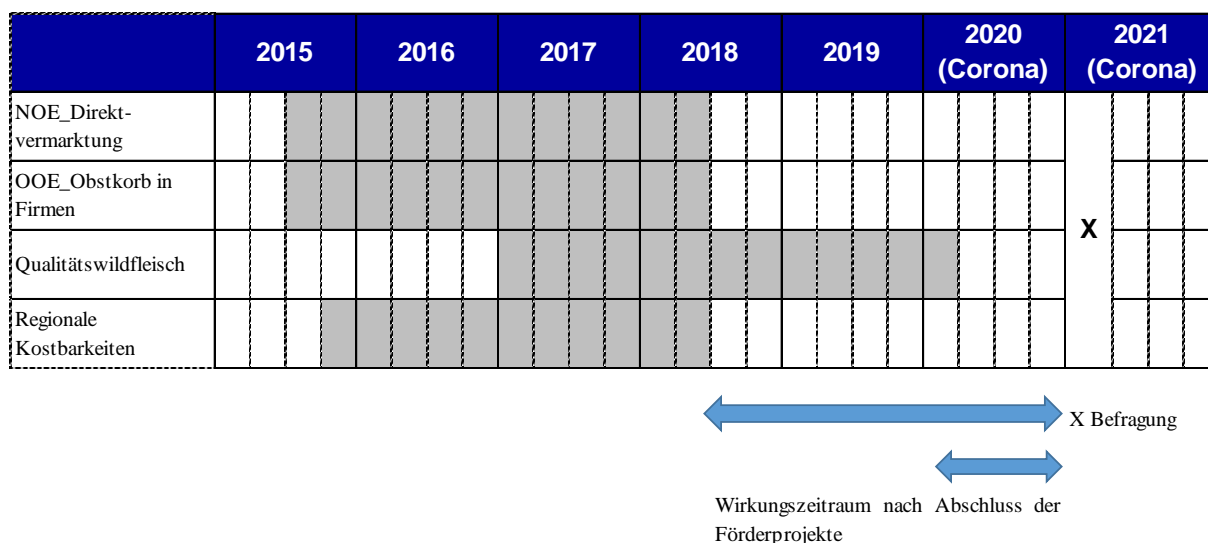 2015 2016 2017 2018 2019 2020 (Corona) 2021 (Corona)
NOE_Direkt-
vermarktung
OOE_Obstkorb in
Firmen
X
Qualitätswildfleisch
Regionale
Kostbarkeiten
X Befragung
Wirkungszeitraum nach Abschluss der
Förderprojekte